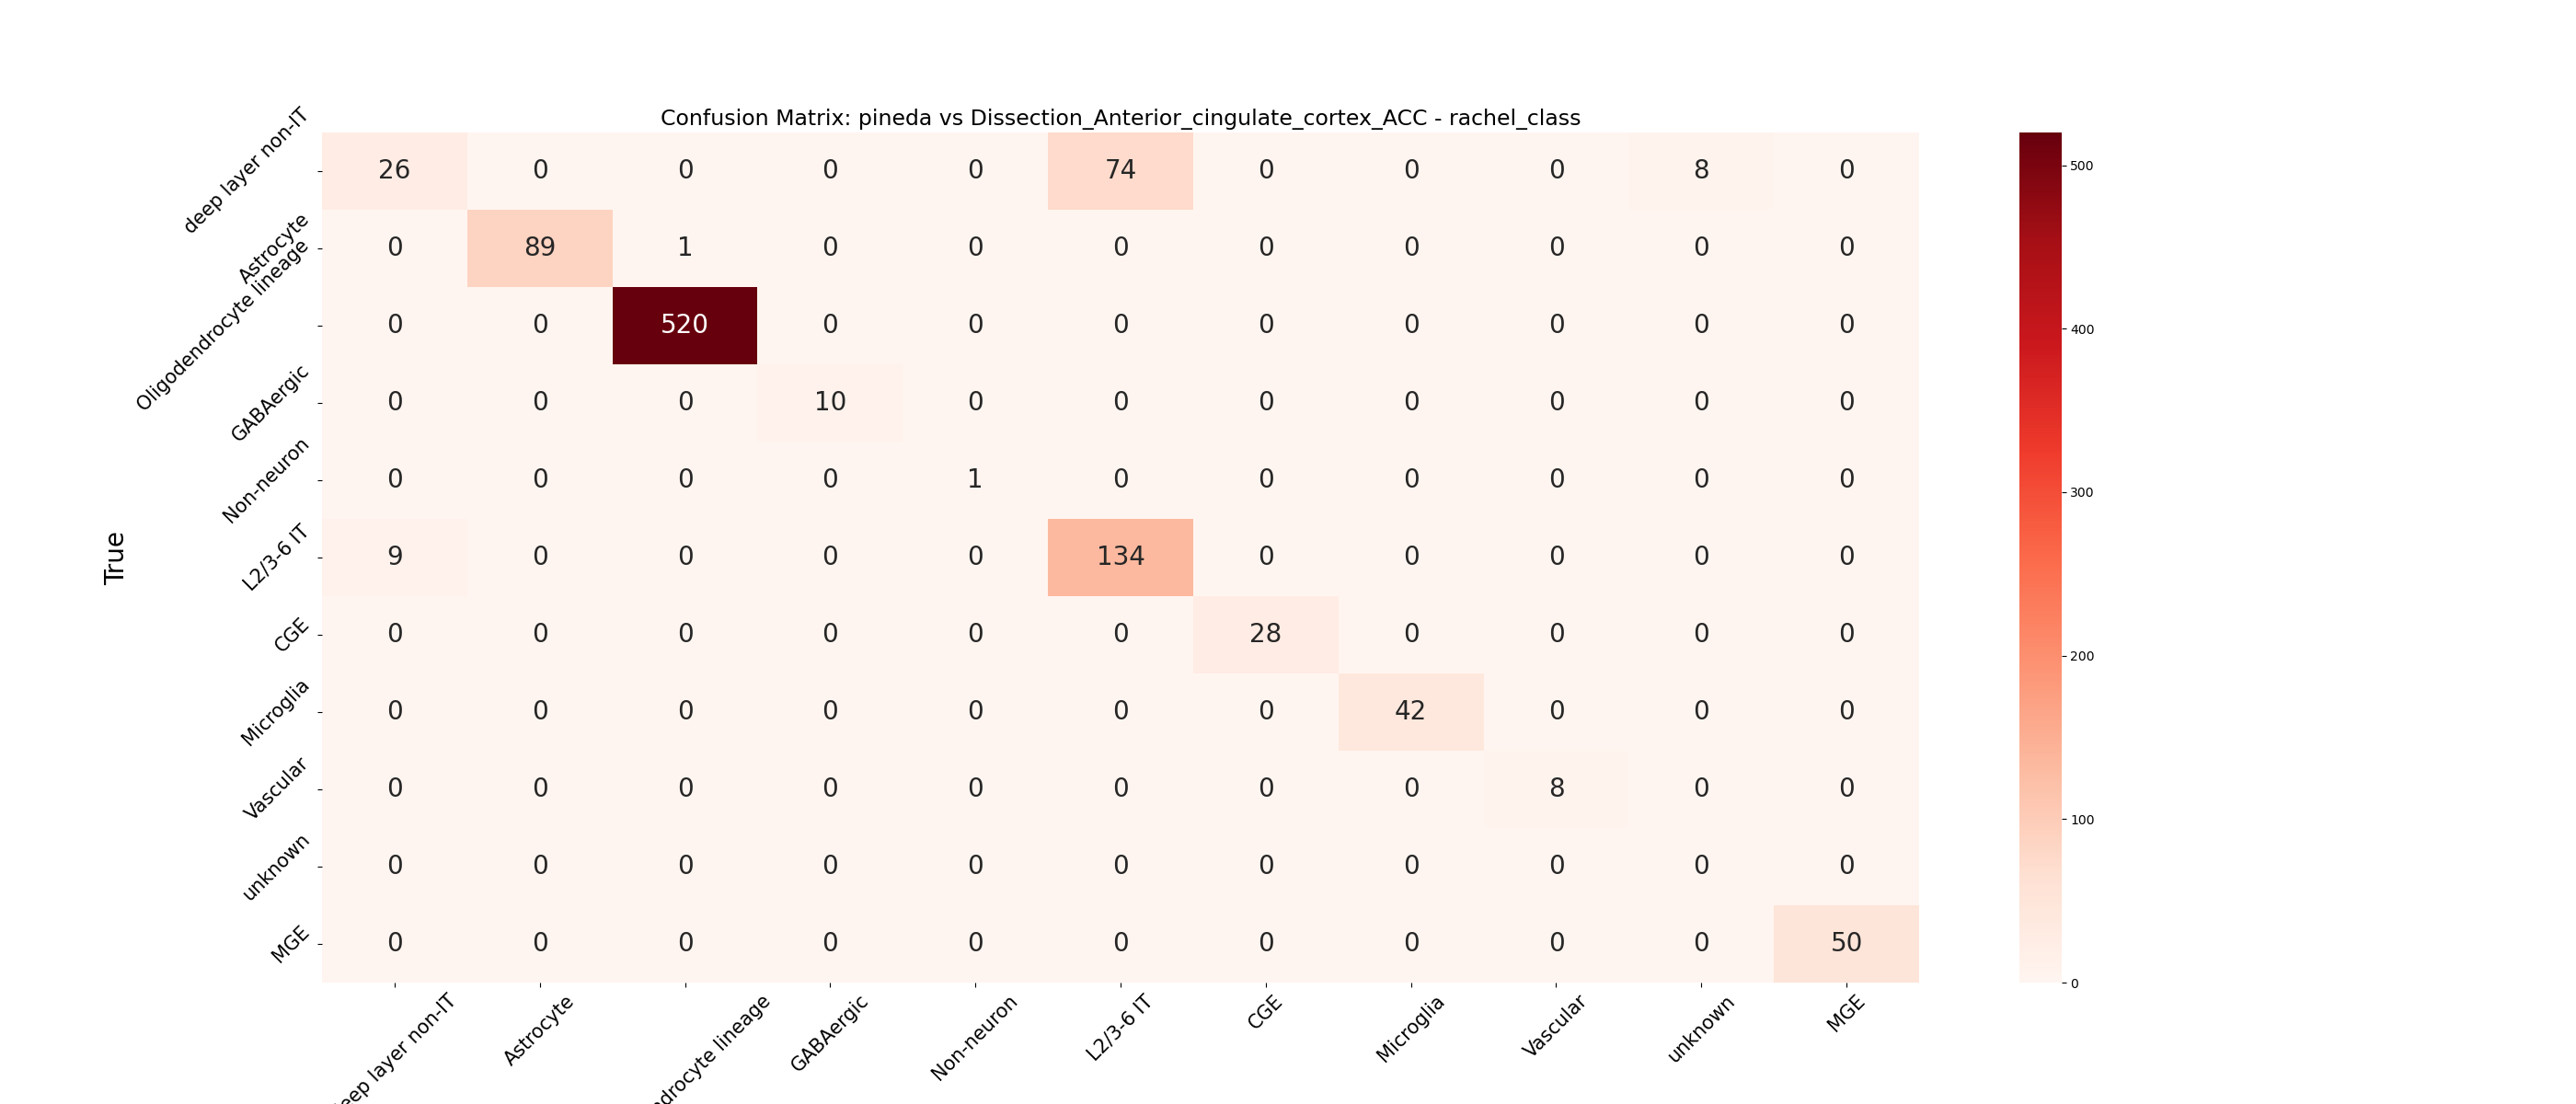 Confusion Matrix: pineda vs Dissection_Anterior_cingulate_cortex_ACC - rachel_class
deep layer non-IT 26 0 0 0 0 74 0 0 0 8 0
Astrocyte 0 89 1 0 0 0 0 0 0 0 0
Oligodendrocyte lineage 0 0 520 0 0 0 0 0 0 0 0
GABAergic 0 0 0 10 0 0 0 0 0 0 0
Non-neuron 0 0 0 0 1 0 0 0 0 0 0
L2/3-6 IT 9 0 0 0 0 134 0 0 0 0 0
CGE 0 0 0 0 0 0 28 0 0 0 0
Microglia 0 0 0 0 0 0 0 42 0 0 0
Vascular 0 0 0 0 0 0 0 0 8 0 0
unknown 0 0 0 0 0 0 0 0 0 0 0
MGE 0 0 0 0 0 0 0 0 0 0 50
True
eep layer non-IT
Astrocyte
ndrocyte lineage
GABAergic
Non-neuron
L2/3-6 IT
CGE
Microglia
Vascular
unknown
MGE
500
400
300
200
100
0